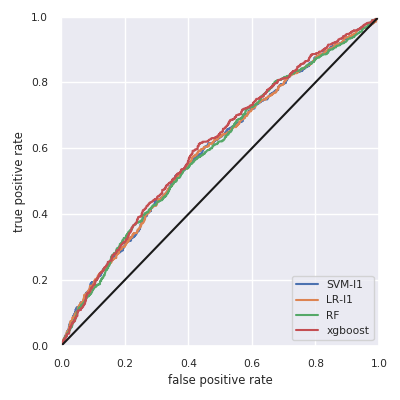 1.0
0.8
0.6
0.4
0.2
0.0
true positive rate
SVM-l1
LR-l1
RF
xgboost
0.0 0.2 0.4 0.6 0.8 1.0
false positive rate